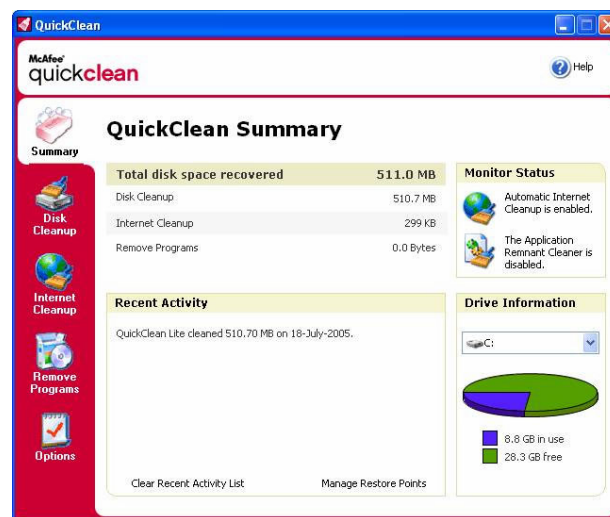 QuickClean
McAfee
quickclean
Help
Summary
Disk
Cleanup
Internet
Cleanup
Remove
Programs
Options
QuickClean Summary
Total disk space recovered 511.0 MB
Disk Cleanup 510.7 MB
Internet Cleanup 299 KB
Remove Programs 0.0 Bytes
Monitor Status
Automatic Internet
Cleanup is enabled.
The Application
Remnant Cleaner is
disabled.
Recent Activity
QuickClean Lite cleaned 510.70 MB on 18-July-2005.
Clear Recent Activity List
Manage Restore Points
Drive Information
C:
8.8 GB in use
28.3 GB free